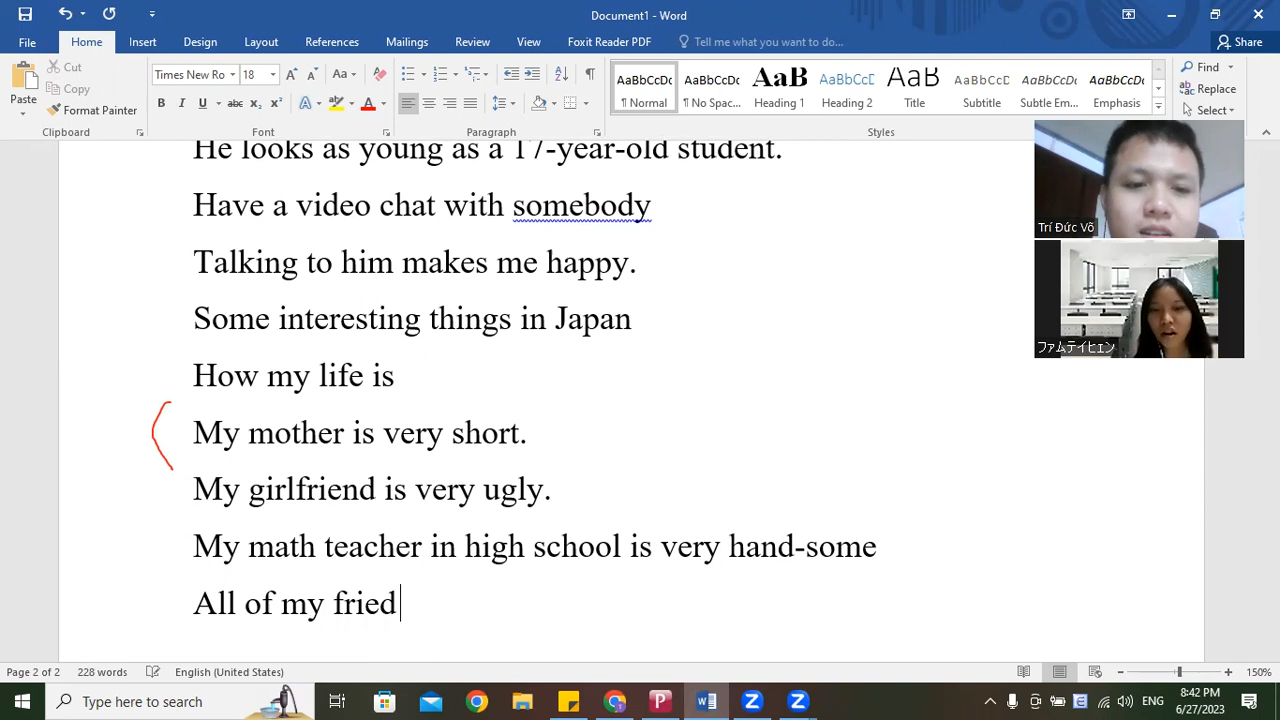 Document1 - Word
File Home Insert Design Layout References Mailings Review View Foxit Reader PDF Tell me what you want to do... Share
Paste Cut Copy Format Painter
Times New Ro 18 Aa
AaBbCcDc AaBbCcDc AaB AaBbCcD AaB AaBbCcD AaBbCcDc AaBbCcDc
¶ Normal ¶ No Spac... Heading Heading 2 Title Subtitle Subtle Em... Emphasis
Find Replace Select
Clipboard Font Paragraph Styles Editing
He looks as young as a 17-year-old student.
Have a video chat with somebody
Talking to him makes me happy.
Some interesting things in Japan
How my life is
My mother is very short.
My girlfriend is very ugly.
My math teacher in high school is very hand-some
All of my fried
Trí Đức Võ
ファムテイヒェン
Page 2 of 2 228 words English (United States) 150%
Type here to search
ENG 8:42 PM 6/27/2023